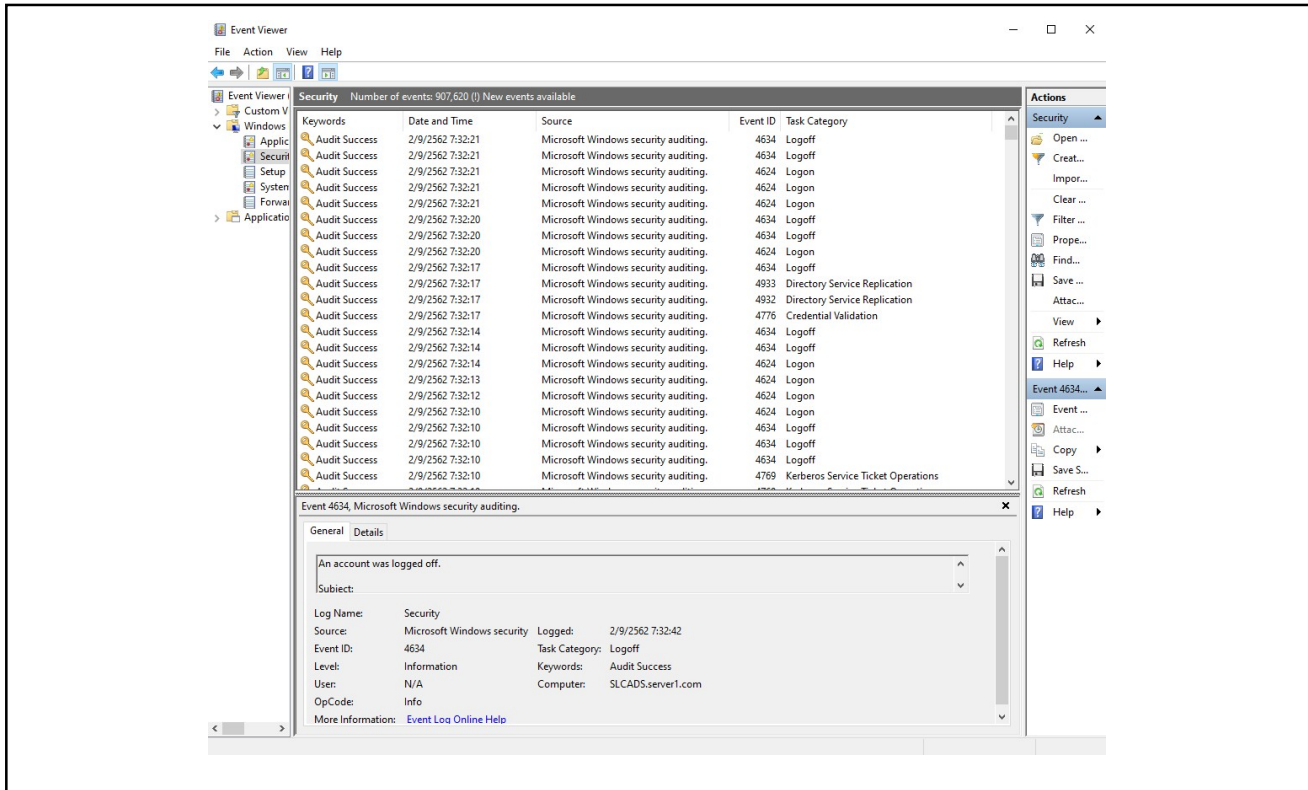 Event Viewer
File Action View Help
Event Viewer (
Custom V
Windows
Applic
Securit
Setup
System
Forwar
Applicatio
Security Number of events: 907,620 (!) New events available
Keywords Date and Time Source Event ID Task Category
Audit Success 2/9/2562 7:32:21 Microsoft Windows security auditing. 4634 Logoff
Audit Success 2/9/2562 7:32:21 Microsoft Windows security auditing. 4634 Logoff
Audit Success 2/9/2562 7:32:21 Microsoft Windows security auditing. 4624 Logon
Audit Success 2/9/2562 7:32:21 Microsoft Windows security auditing. 4624 Logon
Audit Success 2/9/2562 7:32:21 Microsoft Windows security auditing. 4624 Logon
Audit Success 2/9/2562 7:32:20 Microsoft Windows security auditing. 4634 Logoff
Audit Success 2/9/2562 7:32:20 Microsoft Windows security auditing. 4634 Logoff
Audit Success 2/9/2562 7:32:20 Microsoft Windows security auditing. 4624 Logon
Audit Success 2/9/2562 7:32:17 Microsoft Windows security auditing. 4634 Logoff
Audit Success 2/9/2562 7:32:17 Microsoft Windows security auditing. 4933 Directory Service Replication
Audit Success 2/9/2562 7:32:17 Microsoft Windows security auditing. 4932 Directory Service Replication
Audit Success 2/9/2562 7:32:17 Microsoft Windows security auditing. 4776 Credential Validation
Audit Success 2/9/2562 7:32:14 Microsoft Windows security auditing. 4634 Logoff
Audit Success 2/9/2562 7:32:14 Microsoft Windows security auditing. 4634 Logoff
Audit Success 2/9/2562 7:32:14 Microsoft Windows security auditing. 4624 Logon
Audit Success 2/9/2562 7:32:13 Microsoft Windows security auditing. 4624 Logon
Audit Success 2/9/2562 7:32:12 Microsoft Windows security auditing. 4624 Logon
Audit Success 2/9/2562 7:32:10 Microsoft Windows security auditing. 4624 Logon
Audit Success 2/9/2562 7:32:10 Microsoft Windows security auditing. 4634 Logoff
Audit Success 2/9/2562 7:32:10 Microsoft Windows security auditing. 4634 Logoff
Audit Success 2/9/2562 7:32:10 Microsoft Windows security auditing. 4634 Logoff
Audit Success 2/9/2562 7:32:10 Microsoft Windows security auditing. 4769 Kerberos Service Ticket Operations
Event 4634, Microsoft Windows security auditing.
General Details
An account was logged off.
Subject:
Log Name: Security
Source: Microsoft Windows security Logged: 2/9/2562 7:32:42
Event ID: 4634 Task Category: Logoff
Level: Information Keywords: Audit Success
User: N/A Computer: SLCADS.server1.com
OpCode: Info
More Information: Event Log Online Help
Actions
Security
Open ...
Creat...
Impor...
Clear ...
Filter ...
Prope...
Find...
Save ...
Attac...
View
Refresh
Help
Event 4634...
Event ...
Attac...
Copy
Save S...
Refresh
Help